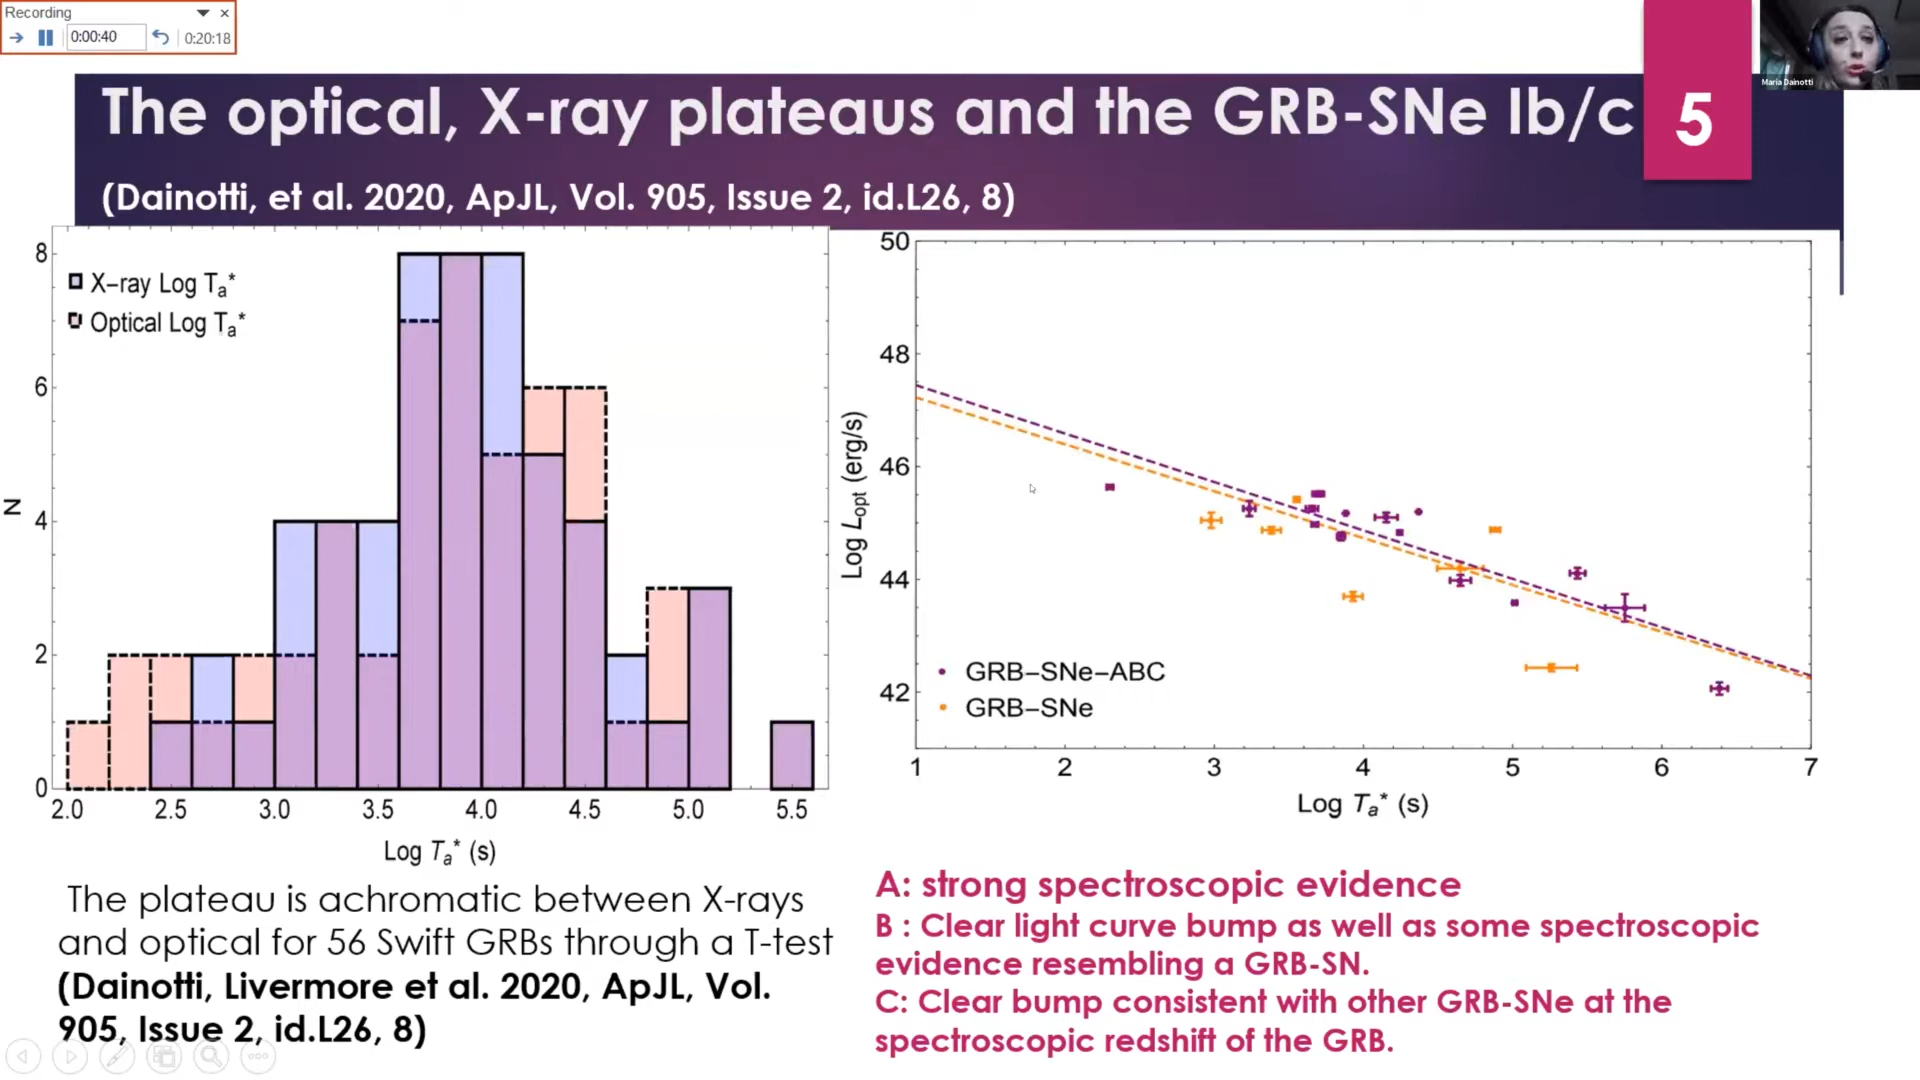 Recording
0:00:40
0:20:18
Maria Dainotti
The optical, X-ray plateaus and the GRB-SNe Ib/c
5
(Dainotti, et al. 2020, ApJL, Vol. 905, Issue 2, id.L26, 8)
8
6
4
2
0
N
X-ray Log Ta*
Optical Log Ta*
2.0 2.5 3.0 3.5 4.0 4.5 5.0 5.5
Log Ta* (s)
50
48
46
44
42
Log Lopt (erg/s)
GRB-SNe-ABC
GRB-SNe
1 2 3 4 5 6 7
Log Ta* (s)
The plateau is achromatic between X-rays
and optical for 56 Swift GRBs through a T-test
(Dainotti, Livermore et al. 2020, ApJL, Vol.
905, Issue 2, id.L26, 8)
A: strong spectroscopic evidence
B : Clear light curve bump as well as some spectroscopic
evidence resembling a GRB-SN.
C: Clear bump consistent with other GRB-SNe at the
spectroscopic redshift of the GRB.